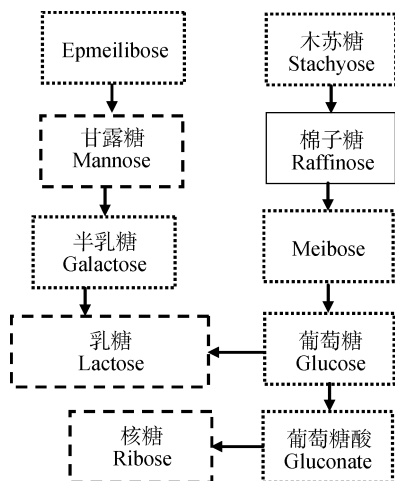 Epmeilibose
木苏糖
Stachyose
甘露糖
Mannose
棉子糖
Raffinose
半乳糖
Galactose
Meibose
乳糖
Lactose
葡萄糖
Glucose
核糖
Ribose
葡萄糖酸
Gluconate